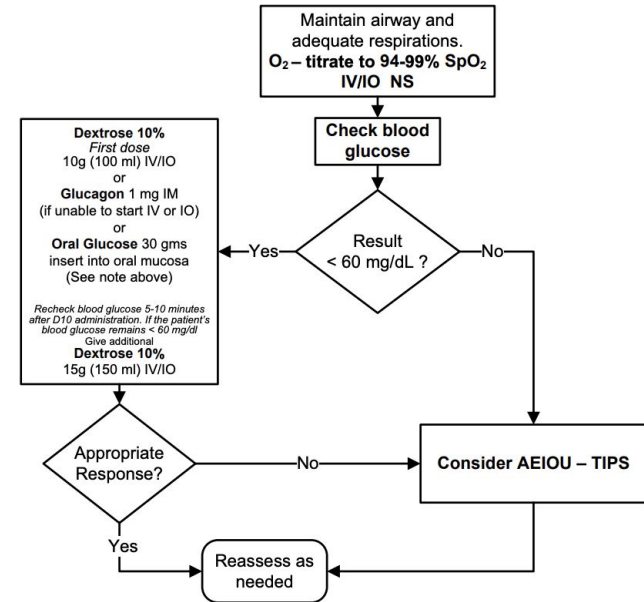 Maintain airway and
adequate respirations.
O₂ – titrate to 94-99% SpO₂
IV/IO NS
Check blood
glucose
Result
< 60 mg/dL ?
Yes
No
Dextrose 10%
First dose
10g (100 ml) IV/IO
or
Glucagon 1 mg IM
(if unable to start IV or IO)
or
Oral Glucose 30 gms
insert into oral mucosa
(See note above)
Recheck blood glucose 5-10 minutes
after D10 administration. If the patient's
blood glucose remains < 60 mg/dl
Give additional
Dextrose 10%
15g (150 ml) IV/IO
Appropriate
Response?
No
Consider AEIOU – TIPS
Yes
Reassess as
needed